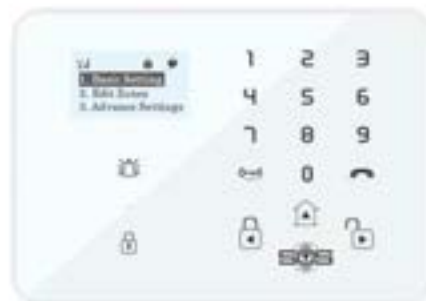 1. Basic Setting
2. Edit Zones
3. Advance Settings
1 2 3
4 5 6
7 8 9
0
SOS